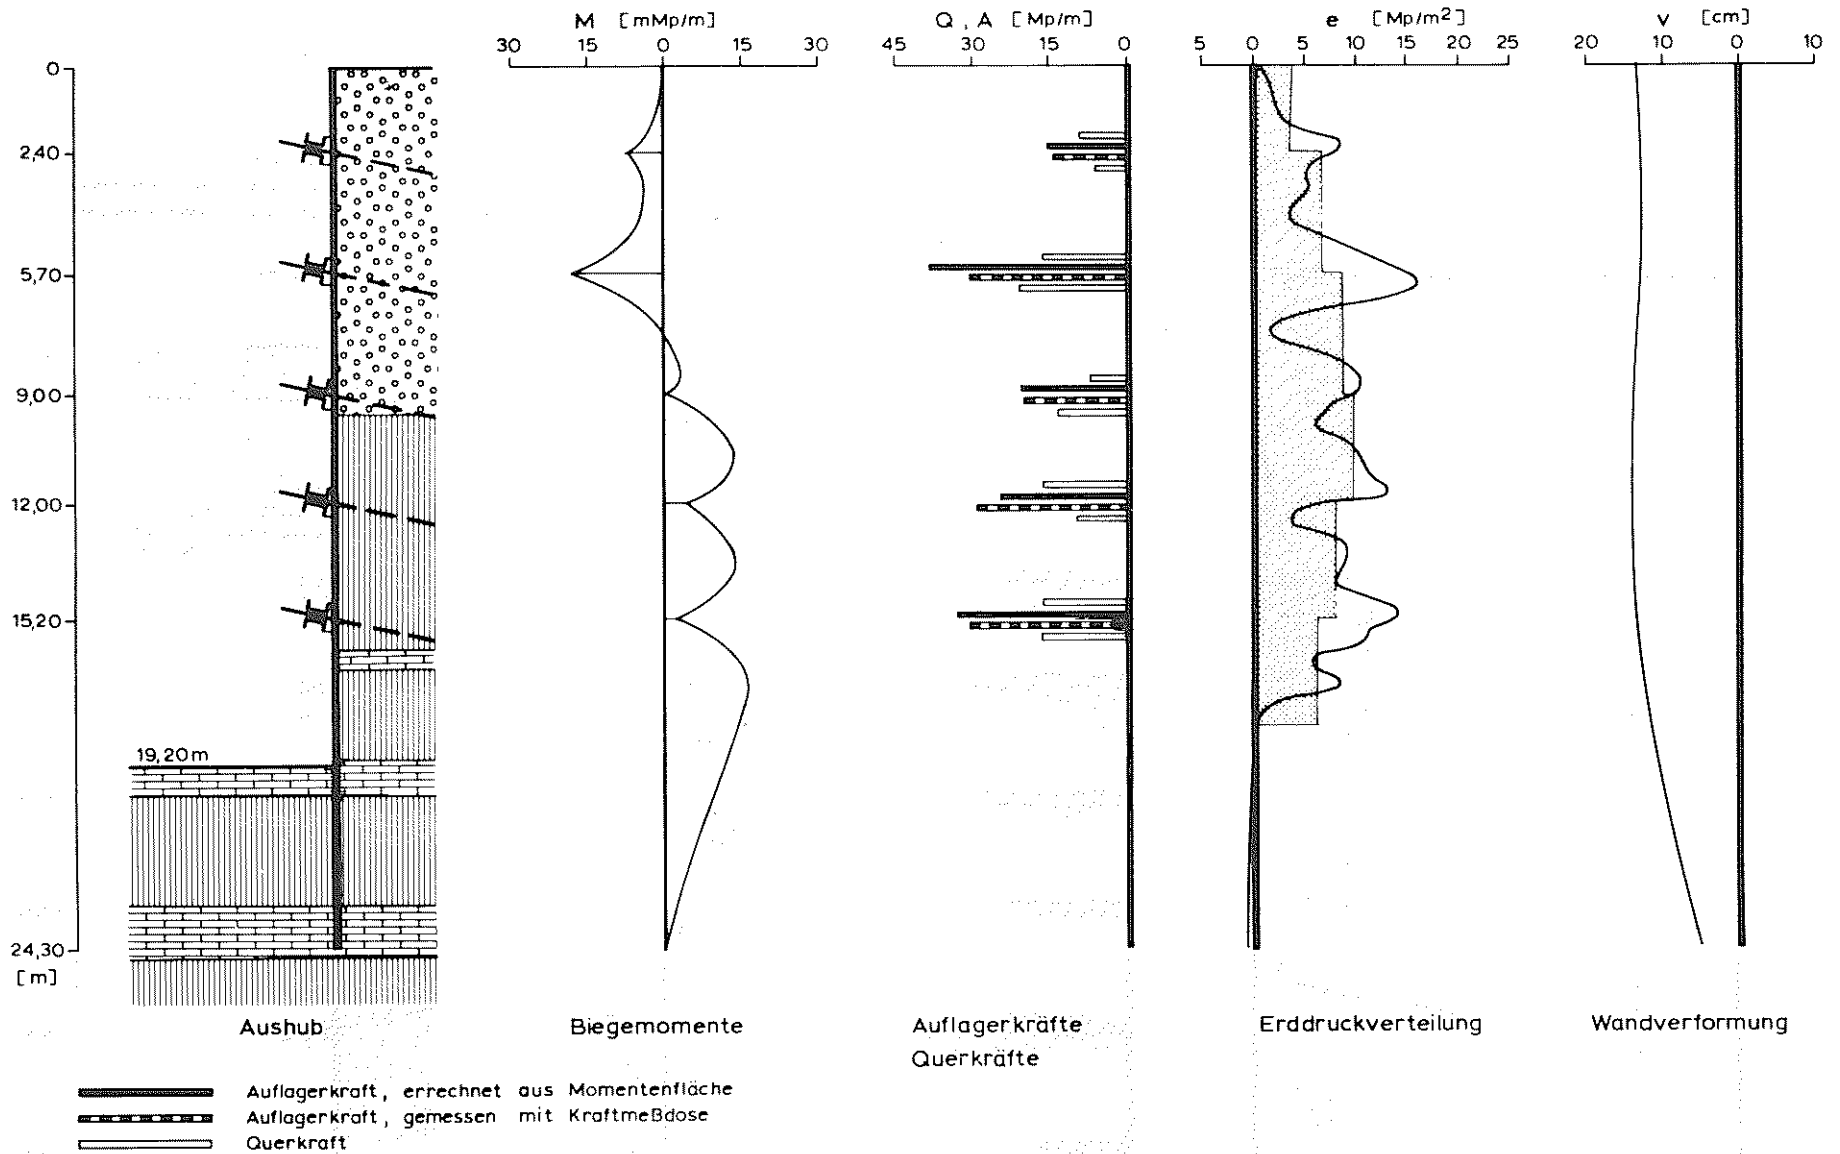 M [mMp/m]
30 15 0 15 30
Q, A [Mp/m]
45 30 15 0
e [Mp/m²]
5 0 5 10 15 20 25
v [cm]
20 10 0 10
0
2,40
5,70
9,00
12,00
15,20
19,20m
24,30
[m]
Aushub
Biegemomente
Auflagerkräfte
Querkräfte
Erddruckverteilung
Wandverformung
Auflagerkraft, errechnet aus Momentenfläche
Auflagerkraft, gemessen mit Kraftmeßdose
Querkraft